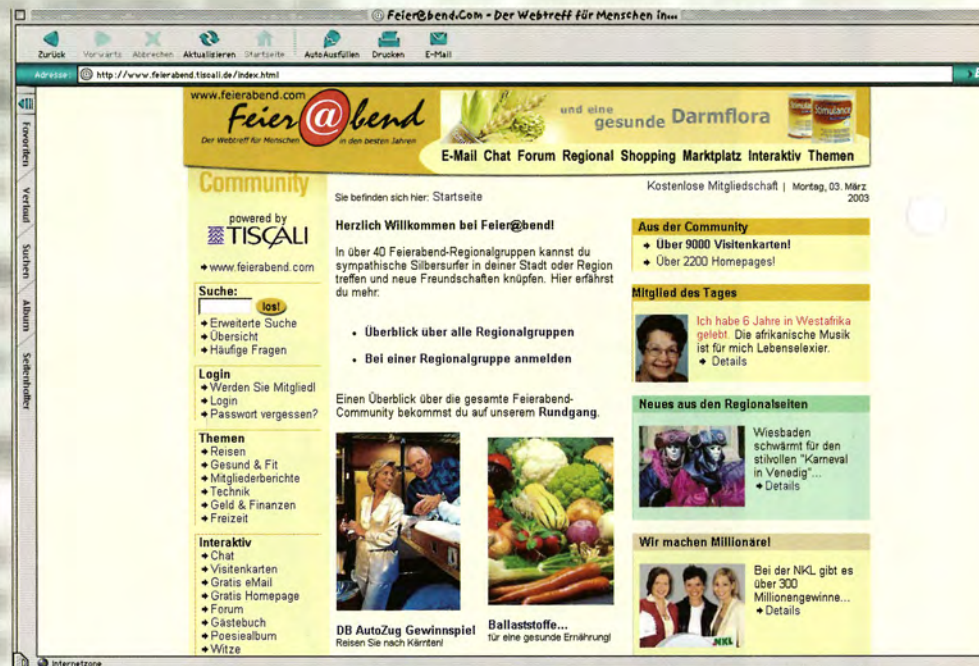 Feier@bend.Com - Der Webtreff für Menschen in...
Zurück Vorwärts Abbrechen Aktualisieren Startseite AutoAusfüllen Drucken E-Mail
Adresse: http://www.feierabend.tiscali.de/index.html
Favoriten
Verlauf
Suchen
Album
Seitenhalter
www.feierabend.com
Feier@bend
Der Webtreff für Menschen in den besten Jahren
und eine
gesunde Darmflora
Stimulance
Stimulance
E-Mail Chat Forum Regional Shopping Marktplatz Interaktiv Themen
Community
powered by
TISCALI
www.feierabend.com
Suche:
los!
Erweiterte Suche
Übersicht
Häufige Fragen
Login
Werden Sie Mitglied!
Login
Passwort vergessen?
Themen
Reisen
Gesund & Fit
Mitgliederberichte
Technik
Geld & Finanzen
Freizeit
Interaktiv
Chat
Visitenkarten
Gratis eMail
Gratis Homepage
Forum
Gästebuch
Poesiealbum
Witze
Sie befinden sich hier: Startseite
Herzlich Willkommen bei Feier@bend!
In über 40 Feierabend-Regionalgruppen kannst du
sympathische Silbersurfer in deiner Stadt oder Region
treffen und neue Freundschaften knüpfen. Hier erfährst
du mehr:
• Überblick über alle Regionalgruppen
• Bei einer Regionalgruppe anmelden
Einen Überblick über die gesamte Feierabend-
Community bekommst du auf unserem Rundgang.
DB AutoZug Gewinnspiel
Reisen Sie nach Kärnten!
Ballaststoffe...
für eine gesunde Ernährung!
Kostenlose Mitgliedschaft | Montag, 03. März
2003
Aus der Community
Über 9000 Visitenkarten!
Über 2200 Homepages!
Mitglied des Tages
Ich habe 6 Jahre in Westafrika
gelebt. Die afrikanische Musik
ist für mich Lebenselexier.
Details
Neues aus den Regionalseiten
Wiesbaden
schwärmt für den
stilvollen "Karneval
in Venedig"...
Details
Wir machen Millionäre!
Bei der NKL gibt es
über 300
Millionengewinne...
Details
NKL
Internetzone